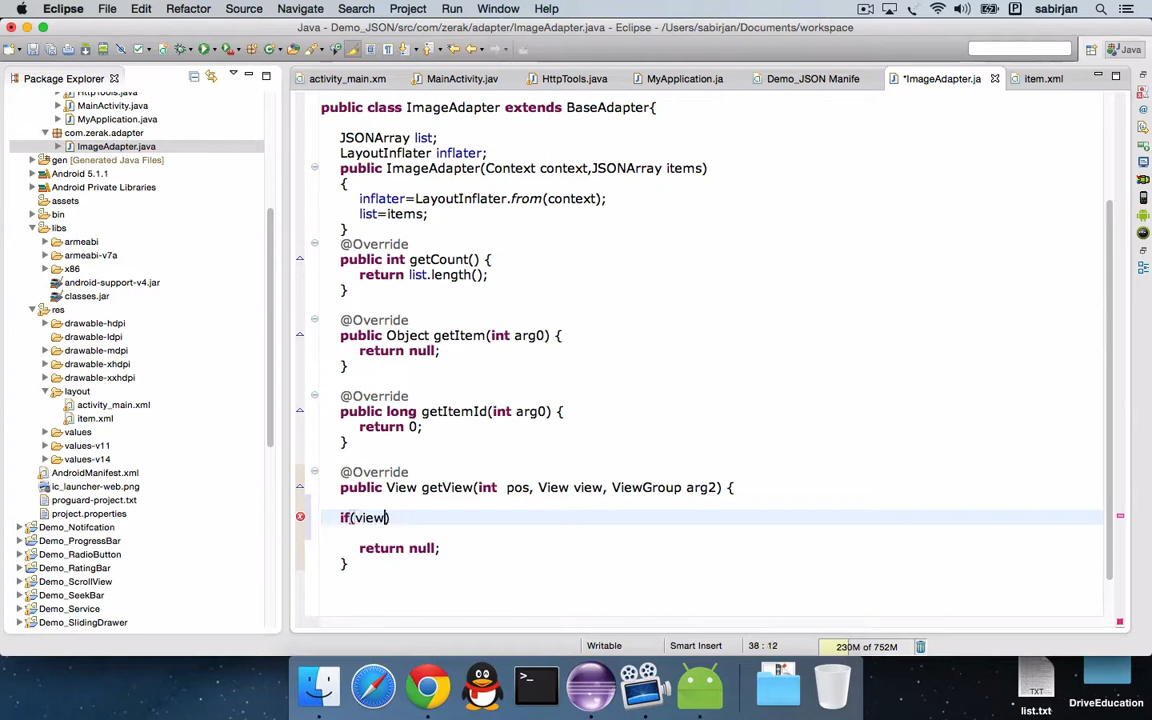 Eclipse File Edit Refactor Source Navigate Search Project Run Window Help sabirjan
Java - Demo_JSON/src/com/zerak/adapter/ImageAdapter.java - Eclipse - /Users/sabirjan/Documents/workspace
Java
Package Explorer
activity_main.xm
MainActivity.jav
HttpTools.java
MyApplication.ja
Demo_JSON Manife
*ImageAdapter.ja
item.xml
HttpTools.java
MainActivity.java
MyApplication.java
com.zerak.adapter
ImageAdapter.java
gen [Generated Java Files]
Android 5.1.1
Android Private Libraries
assets
bin
libs
armeabi
armeabi-v7a
x86
android-support-v4.jar
classes.jar
res
drawable-hdpi
drawable-ldpi
drawable-mdpi
drawable-xhdpi
drawable-xxhdpi
layout
activity_main.xml
item.xml
values
values-v11
values-v14
AndroidManifest.xml
ic_launcher-web.png
proguard-project.txt
project.properties
Demo_Notifcation
Demo_ProgressBar
Demo_RadioButton
Demo_RatingBar
Demo_ScrollView
Demo_SeekBar
Demo_Service
Demo_SlidingDrawer
public class ImageAdapter extends BaseAdapter{
JSONArray list;
LayoutInflater inflater;
public ImageAdapter(Context context,JSONArray items)
{
inflater=LayoutInflater.from(context);
list=items;
}
@Override
public int getCount() {
return list.length();
}
@Override
public Object getItem(int arg0) {
return null;
}
@Override
public long getItemId(int arg0) {
return 0;
}
@Override
public View getView(int pos, View view, ViewGroup arg2) {
if(view)
return null;
}
Writable
Smart Insert
38 : 12
230M of 752M
TXT
list.txt
DriveEducation